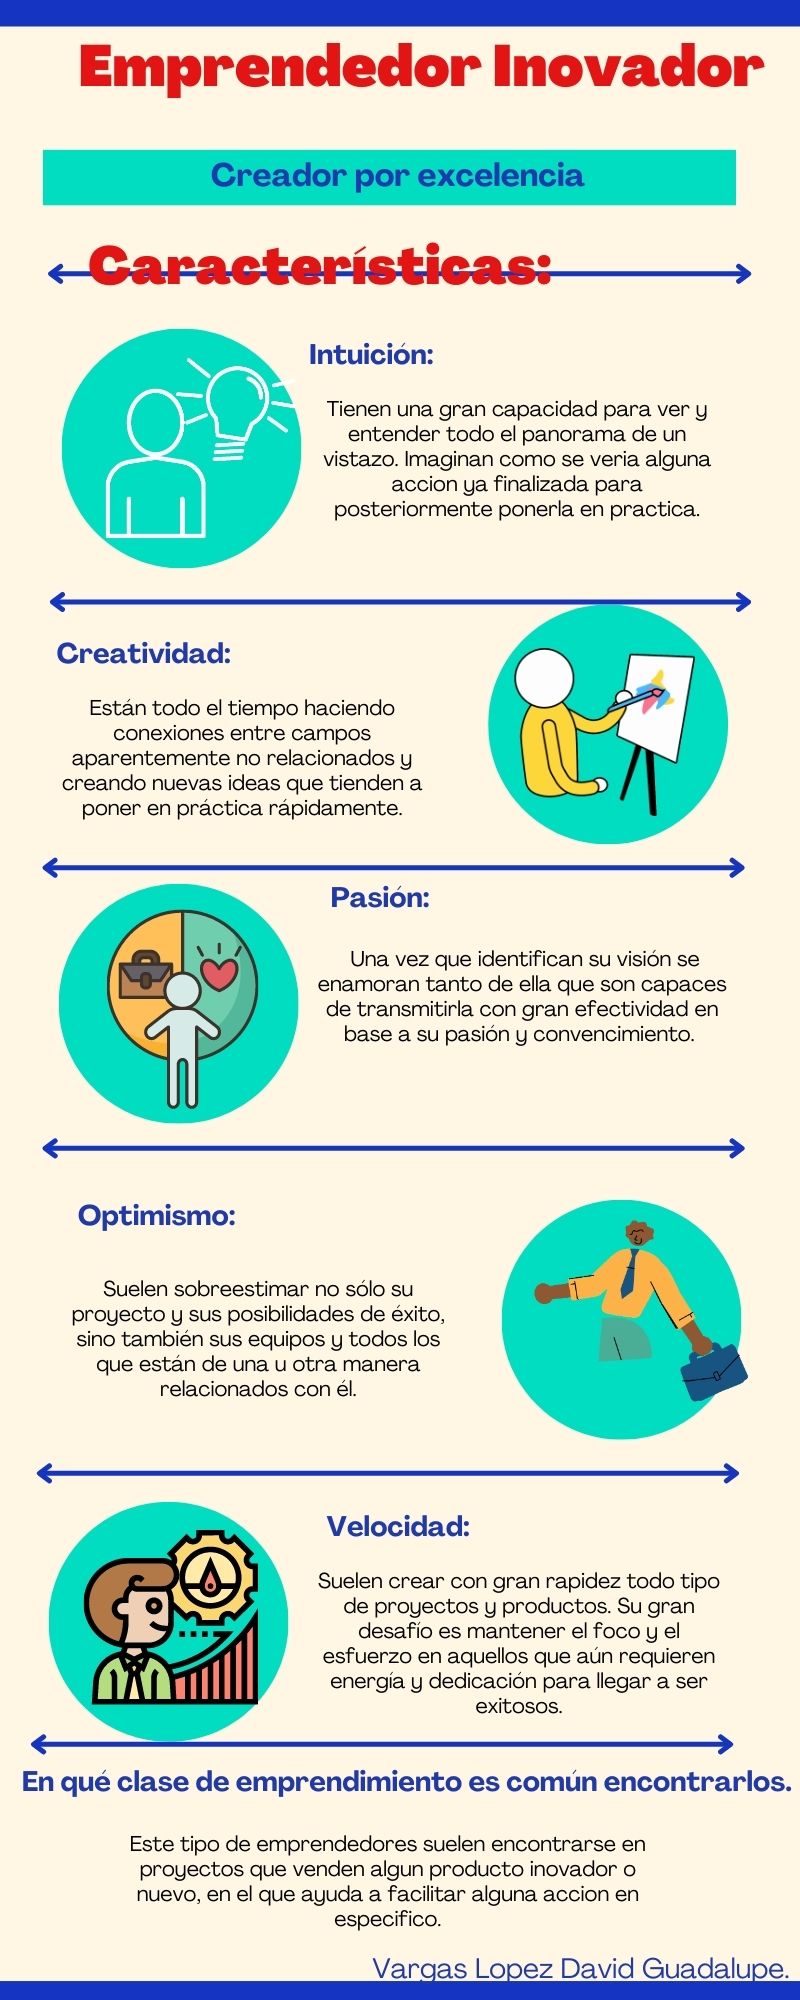 Emprendedor Inovador
Creador por excelencia
Características:
Intuición:
Tienen una gran capacidad para ver y
entender todo el panorama de un
vistazo. Imaginan como se veria alguna
accion ya finalizada para
posteriormente ponerla en practica.
Creatividad:
Están todo el tiempo haciendo
conexiones entre campos
aparentemente no relacionados y
creando nuevas ideas que tienden a
poner en práctica rápidamente.
Pasión:
Una vez que identifican su visión se
enamoran tanto de ella que son capaces
de transmitirla con gran efectividad en
base a su pasión y convencimiento.
Optimismo:
Suelen sobreestimar no sólo su
proyecto y sus posibilidades de éxito,
sino también sus equipos y todos los
que están de una u otra manera
relacionados con él.
Velocidad:
Suelen crear con gran rapidez todo tipo
de proyectos y productos. Su gran
desafío es mantener el foco y el
esfuerzo en aquellos que aún requieren
energía y dedicación para llegar a ser
exitosos.
En qué clase de emprendimiento es común encontrarlos.
Este tipo de emprendedores suelen encontrarse en
proyectos que venden algun producto inovador o
nuevo, en el que ayuda a facilitar alguna accion en
especifico.
Vargas Lopez David Guadalupe.